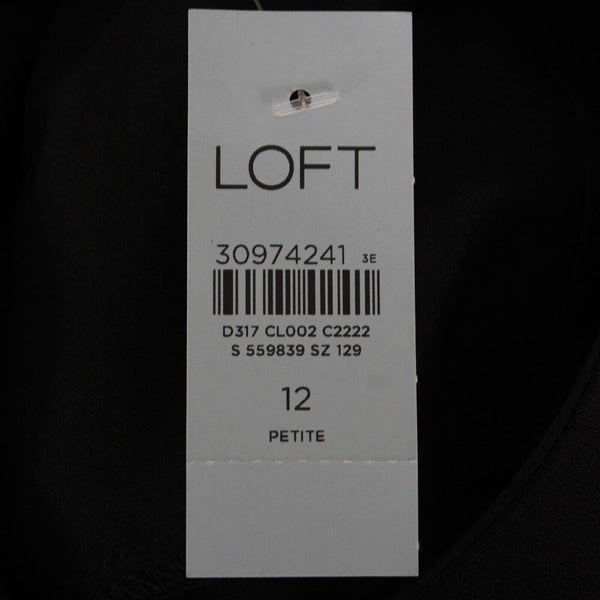 LOFT
30974241 3E
D317 CL002 C2222
S 559839 SZ 129
12
PETITE